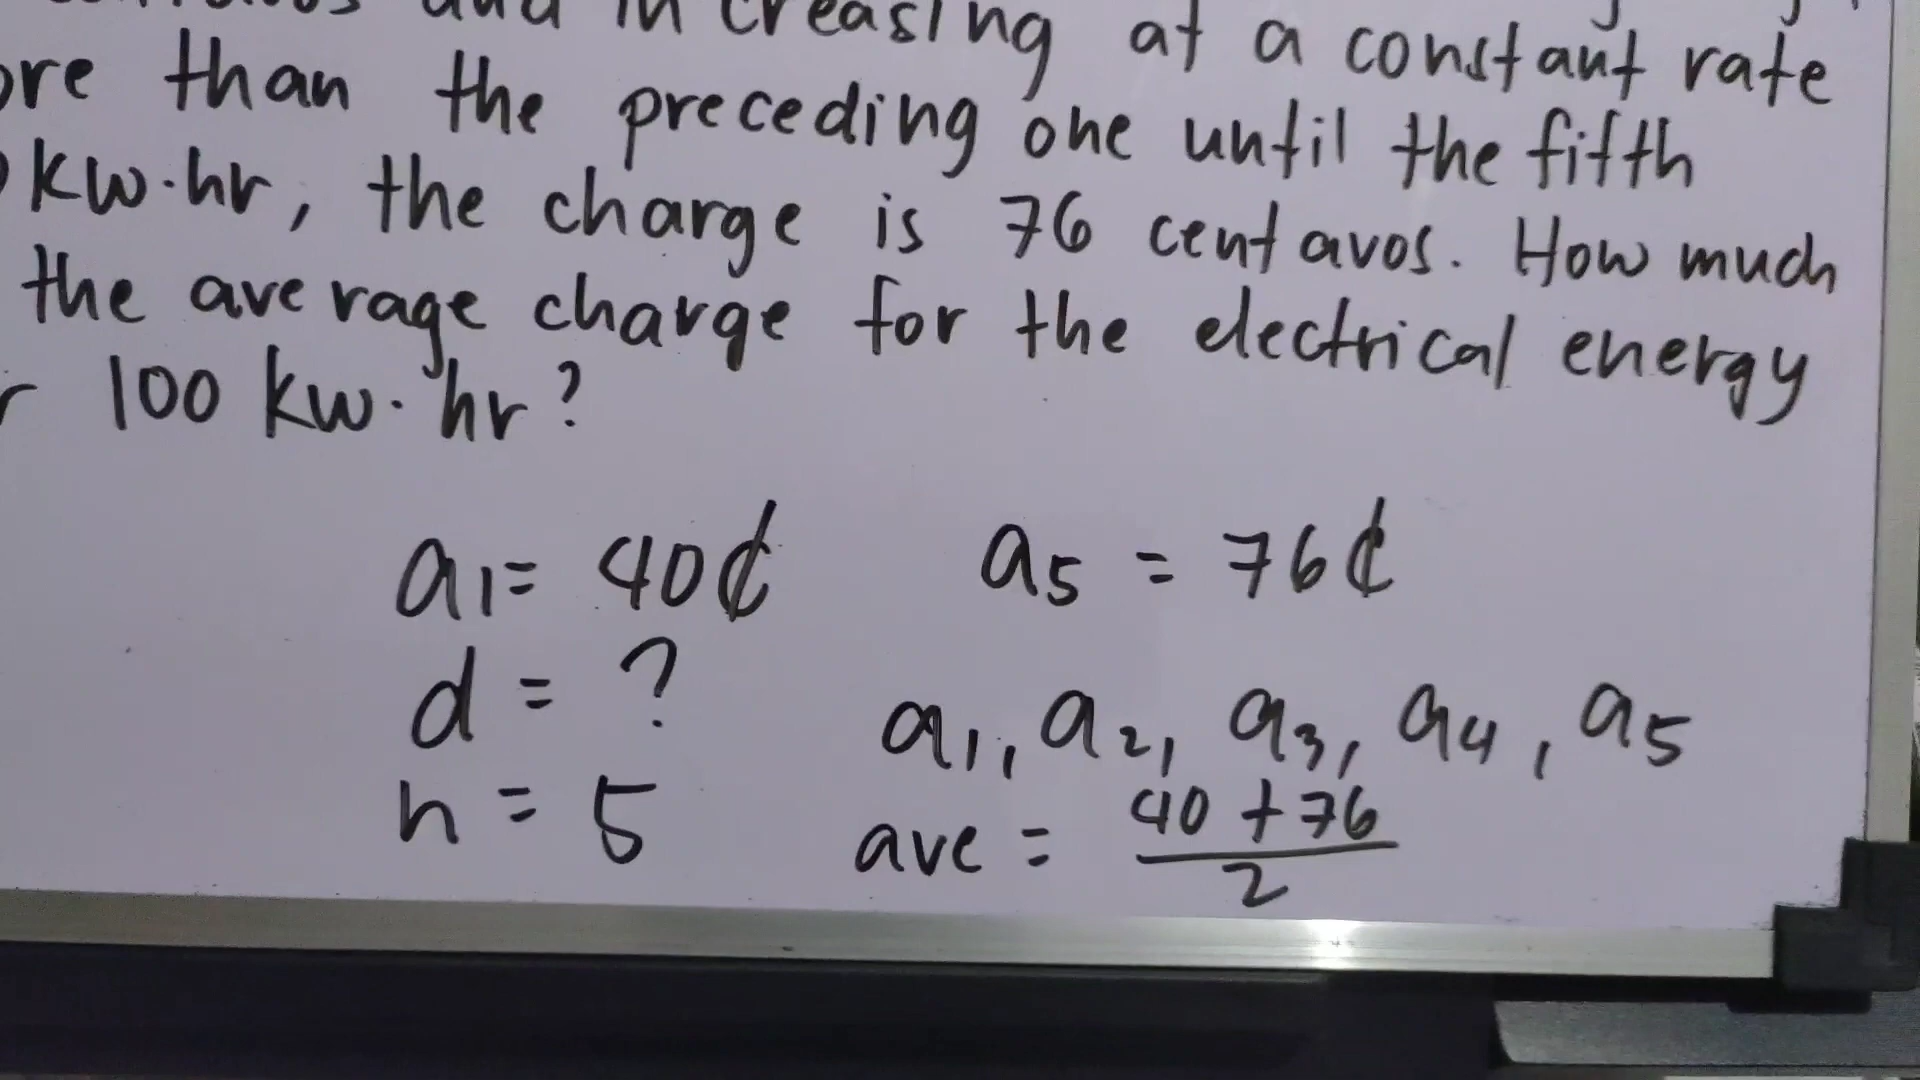 and increasing at a constant rate
than the preceding one until the fifth
kw.hr, the charge is 76 centavos. How much
the average charge for the electrical energy
100 kw.hr?
a1 = 40¢ a5 = 76¢
d = ?
a1, a2, a3, a4, a5
n = 5
ave = 40 + 76
2